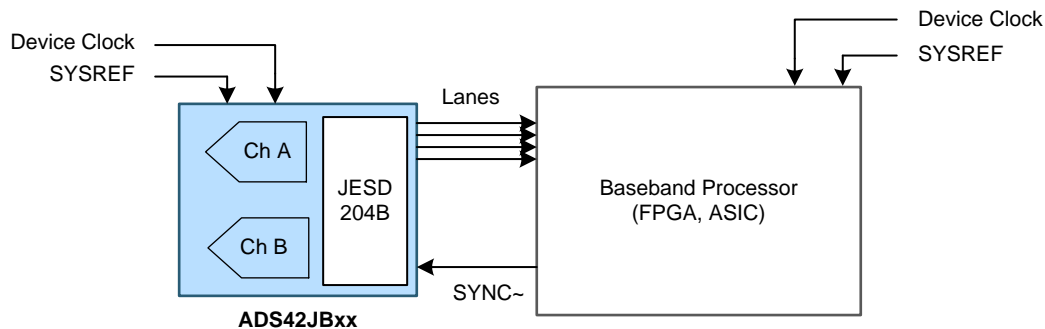 Device Clock
SYSREF
Device Clock
SYSREF
Lanes
Ch A
Ch B
JESD
204B
Baseband Processor
(FPGA, ASIC)
SYNC~
ADS42JBxx